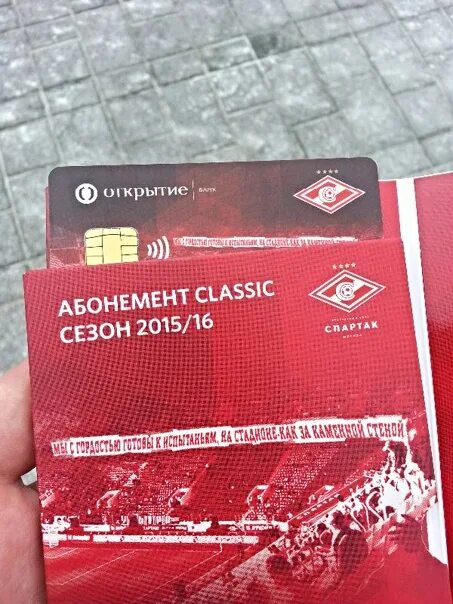 ОТКРЫТИЕ БАНК
МЫ С ГОРДОСТЬЮ ГОТОВЫ К ИСПЫТАНЬЯМ, НА СТАДИОНЕ-КАК ЗА КАМЕННОЙ СТЕНОЙ
АБОНЕМЕНТ CLASSIC
СЕЗОН 2015/16
СПАРТАК
МОСКВА
МЫ С ГОРДОСТЬЮ ГОТОВЫ К ИСПЫТАНЬЯМ, НА СТАДИОНЕ-КАК ЗА КАМЕННОЙ СТЕНОЙ